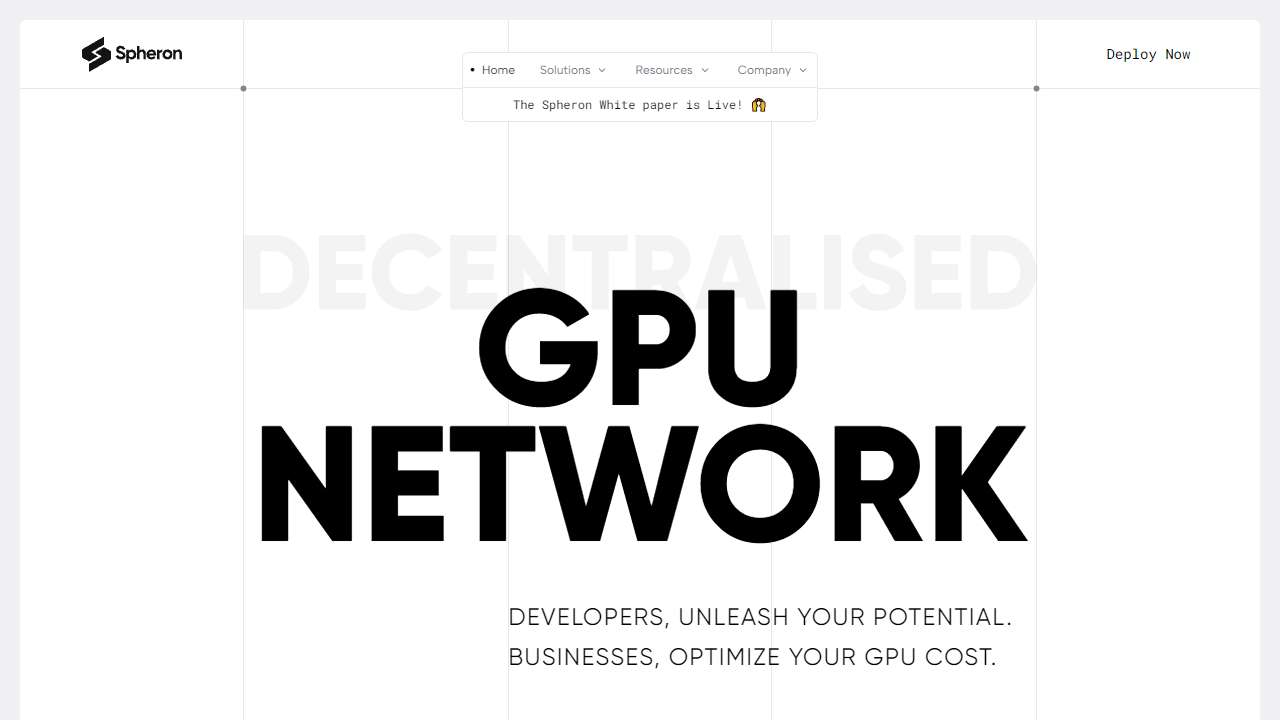 Spheron
Home Solutions Resources Company
Deploy Now
The Spheron White paper is Live!
DECENTRALISED
GPU
NETWORK
DEVELOPERS, UNLEASH YOUR POTENTIAL.
BUSINESSES, OPTIMIZE YOUR GPU COST.